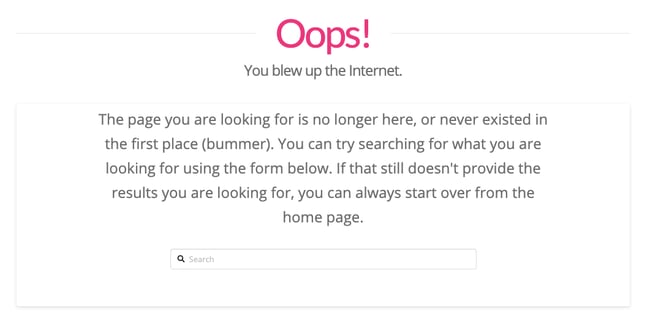 Oops!
You blew up the Internet.
The page you are looking for is no longer here, or never existed in
the first place (bummer). You can try searching for what you are
looking for using the form below. If that still doesn't provide the
results you are looking for, you can always start over from the
home page.
Search